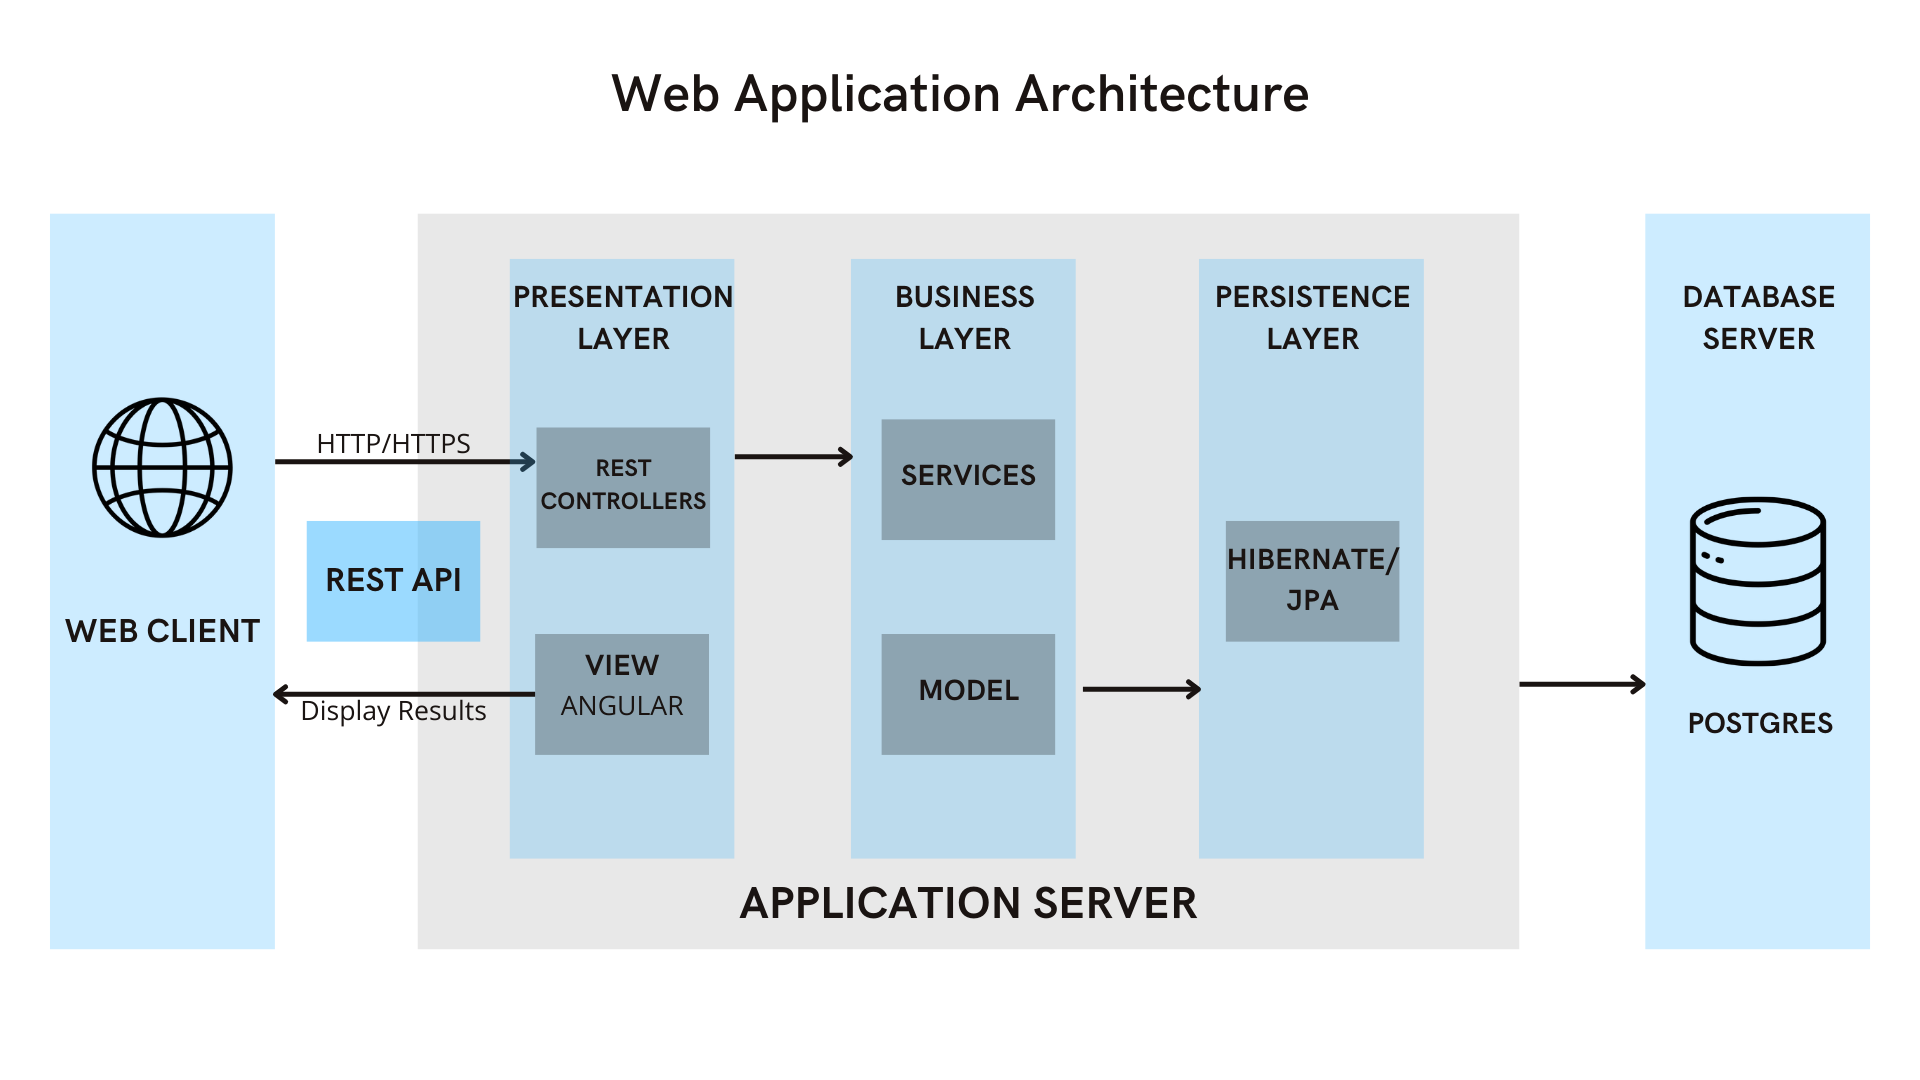 Web Application Architecture
WEB CLIENT
HTTP/HTTPS
REST API
Display Results
PRESENTATION
LAYER
REST
CONTROLLERS
VIEW
ANGULAR
BUSINESS
LAYER
SERVICES
MODEL
PERSISTENCE
LAYER
HIBERNATE/
JPA
APPLICATION SERVER
DATABASE
SERVER
POSTGRES